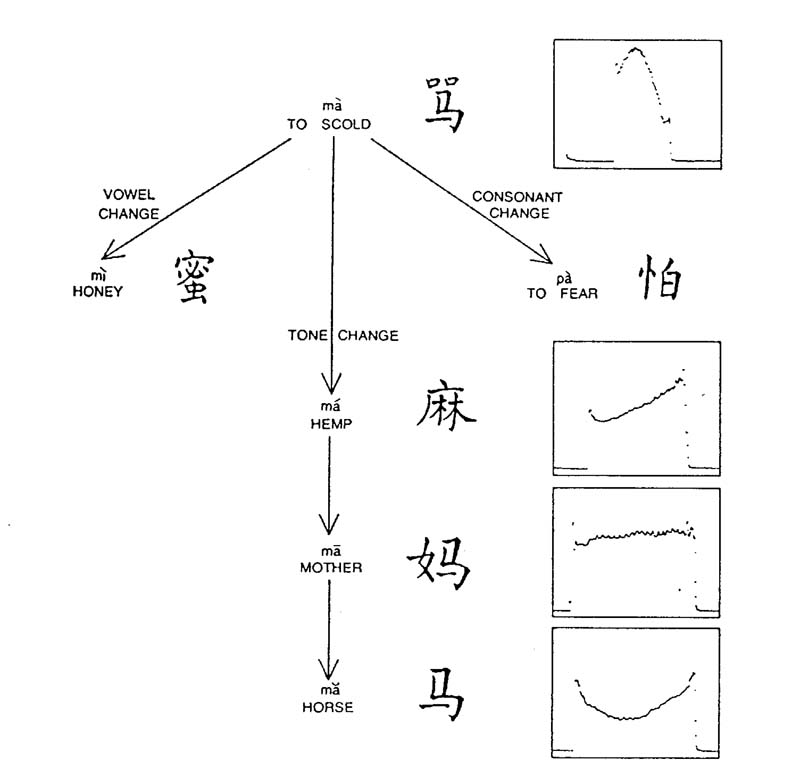 mà
TO SCOLD
骂
VOWEL
CHANGE
CONSONANT
CHANGE
mì
HONEY
蜜
pà
TO FEAR
怕
TONE CHANGE
má
HEMP
麻
mā
MOTHER
妈
mǎ
HORSE
马